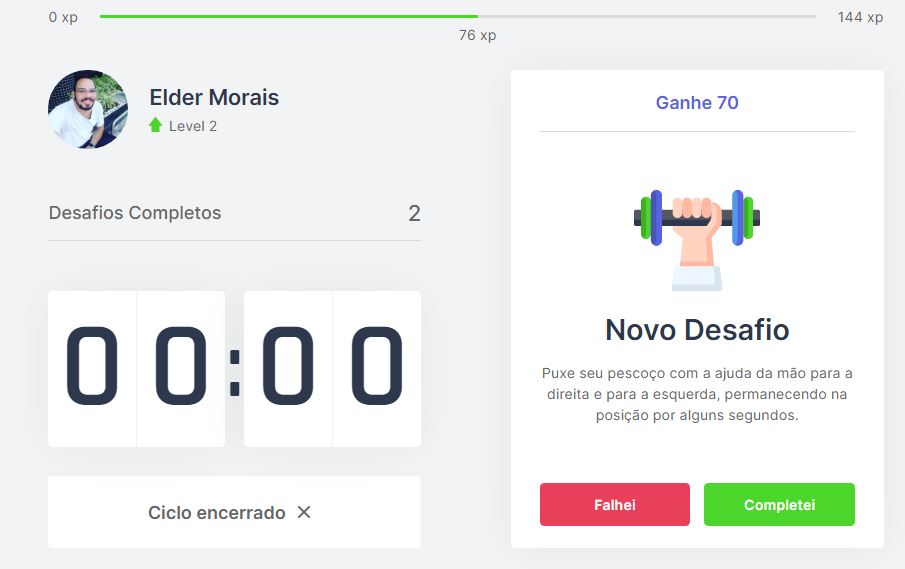 0 xp
144 xp
76 xp
Elder Morais
Level 2
Desafios Completos 2
00:00
Ciclo encerrado ×
Ganhe 70
Novo Desafio
Puxe seu pescoço com a ajuda da mão para a
direita e para a esquerda, permanecendo na
posição por alguns segundos.
Falhei
Completei